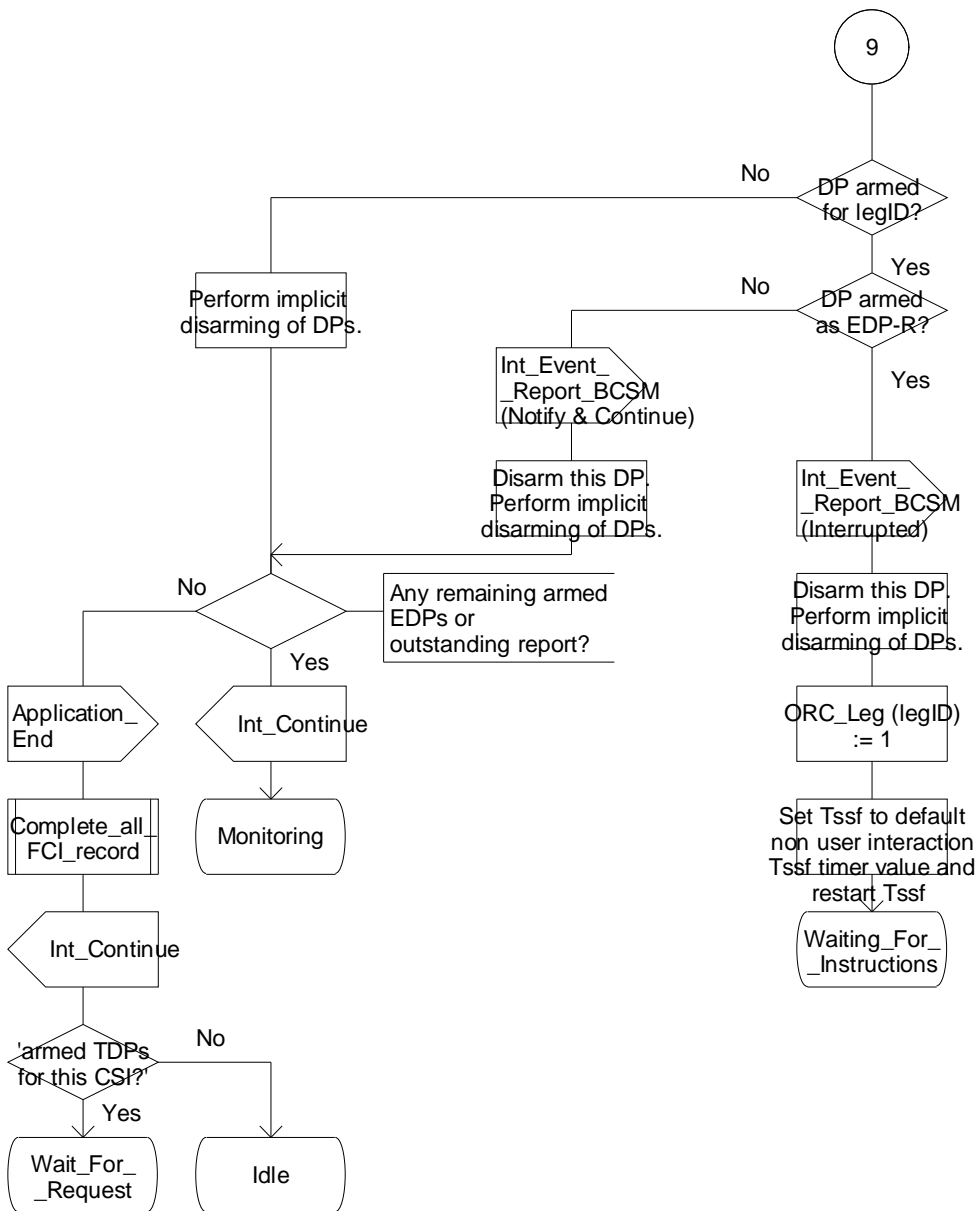 9
No
DP armed
for legID?
Yes
No
DP armed
as EDP-R?
Perform implicit
disarming of DPs.
Int_Event_
_Report_BCSM
(Notify & Continue)
Yes
Disarm this DP.
Perform implicit
disarming of DPs.
Int_Event_
_Report_BCSM
(Interrupted)
No
Any remaining armed
EDPs or
outstanding report?
Yes
Disarm this DP.
Perform implicit
disarming of DPs.
Application_
End
Int_Continue
ORC_Leg (legID)
:= 1
Complete_all_
FCI_record
Monitoring
Set Tssf to default
non user interaction
Tssf timer value and
restart Tssf
Int_Continue
Waiting_For_
_Instructions
'armed TDPs
for this CSI?'
No
Yes
Wait_For_
_Request
Idle